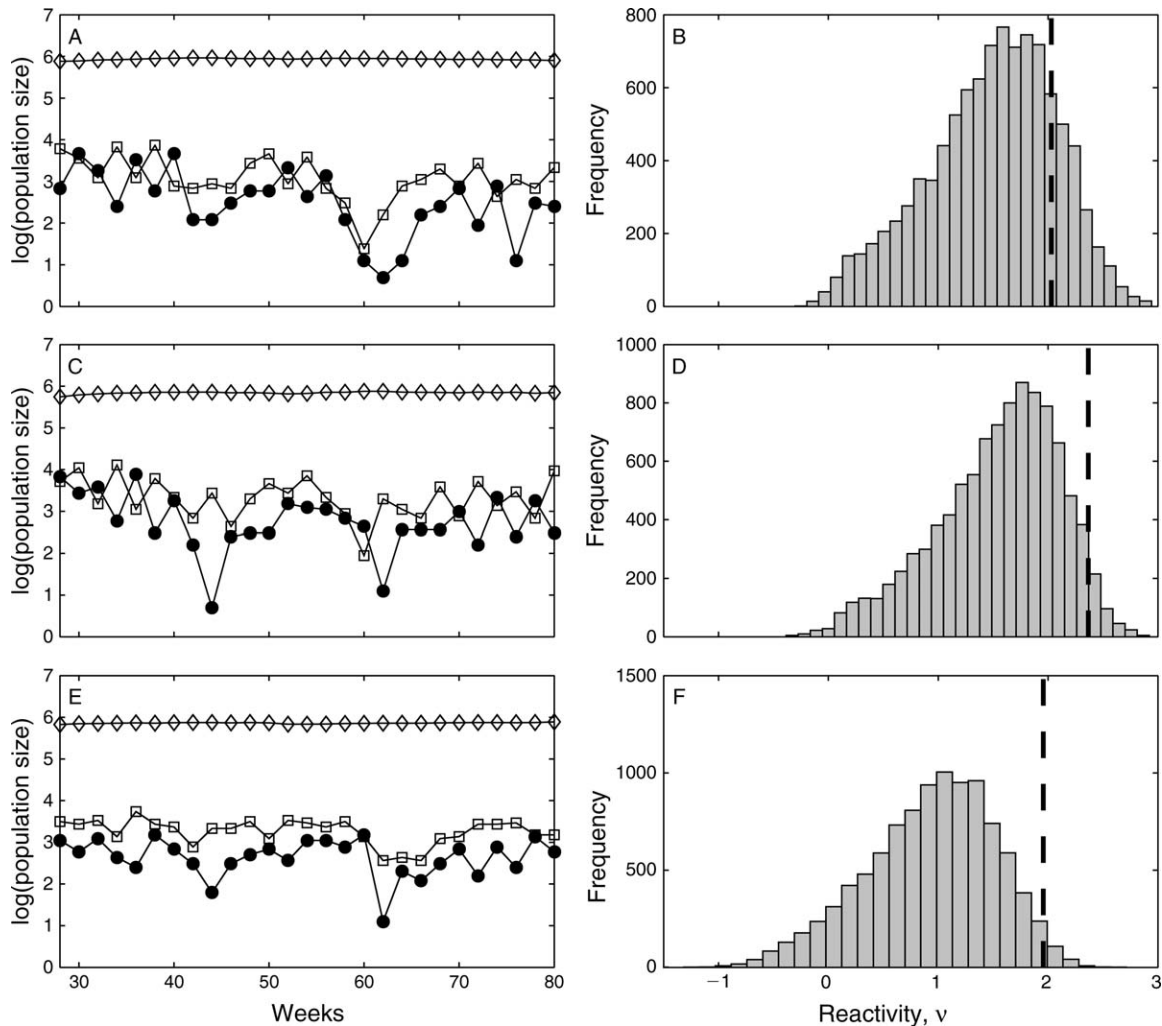 A
7
6
5
4
3
2
1
0
log(population size)
B
800
600
400
200
0
Frequency
C
7
6
5
4
3
2
1
0
log(population size)
D
1000
800
600
400
200
0
Frequency
E
7
6
5
4
3
2
1
0
log(population size)
30 40 50 60 70 80
Weeks
F
1500
1000
500
0
Frequency
−1 0 1 2 3
Reactivity, ν